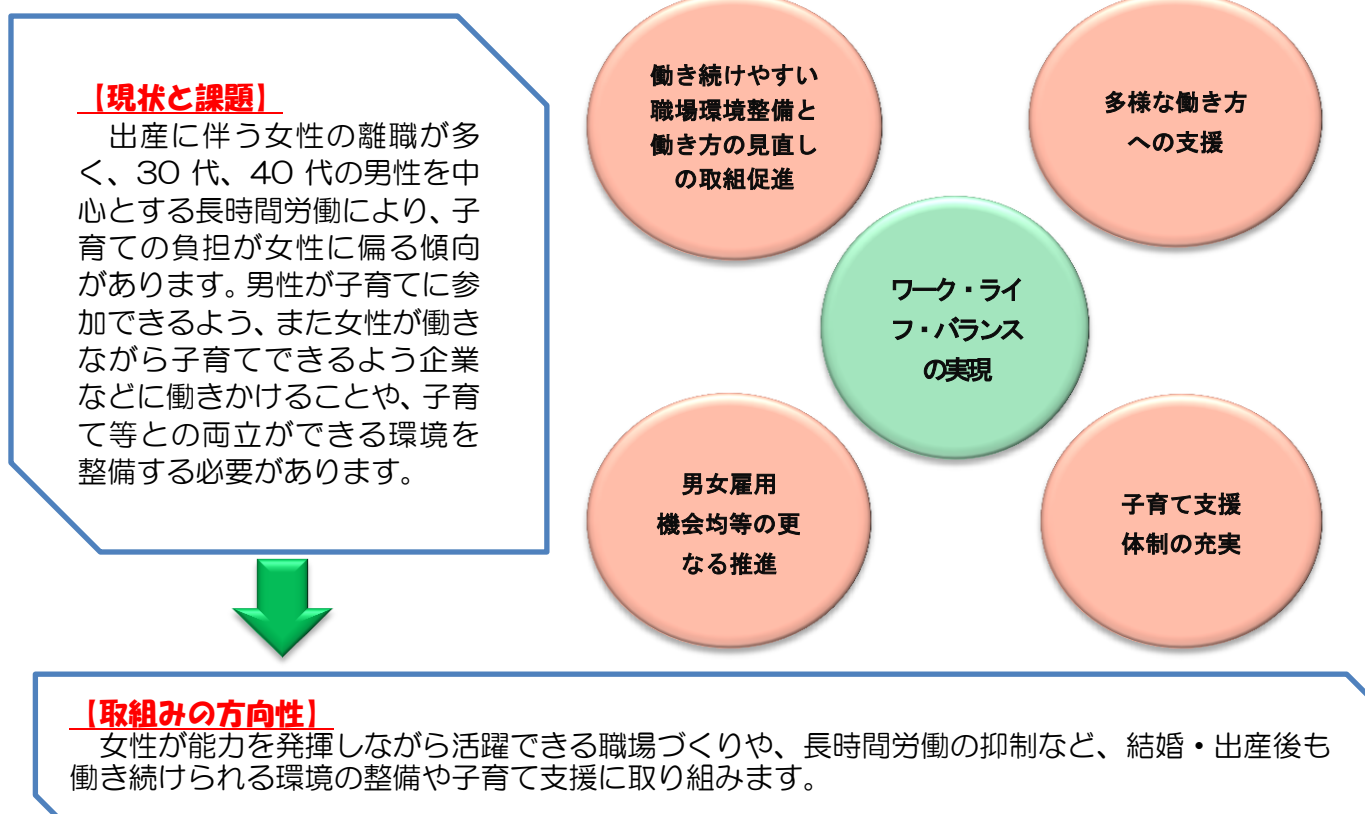 【現状と課題】
出産に伴う女性の離職が多
く、30 代、40 代の男性を中
心とする長時間労働により、子
育ての負担が女性に偏る傾向
があります。男性が子育てに参
加できるよう、また女性が働き
ながら子育てできるよう企業
などに働きかけることや、子育
て等との両立ができる環境を
整備する必要があります。
働き続けやすい
職場環境整備と
働き方の見直し
の取組促進
多様な働き方
への支援
ワーク・ライ
フ・バランス
の実現
男女雇用
機会均等の更
なる推進
子育て支援
体制の充実
【取組みの方向性】
女性が能力を発揮しながら活躍できる職場づくりや、長時間労働の抑制など、結婚・出産後も
働き続けられる環境の整備や子育て支援に取り組みます。